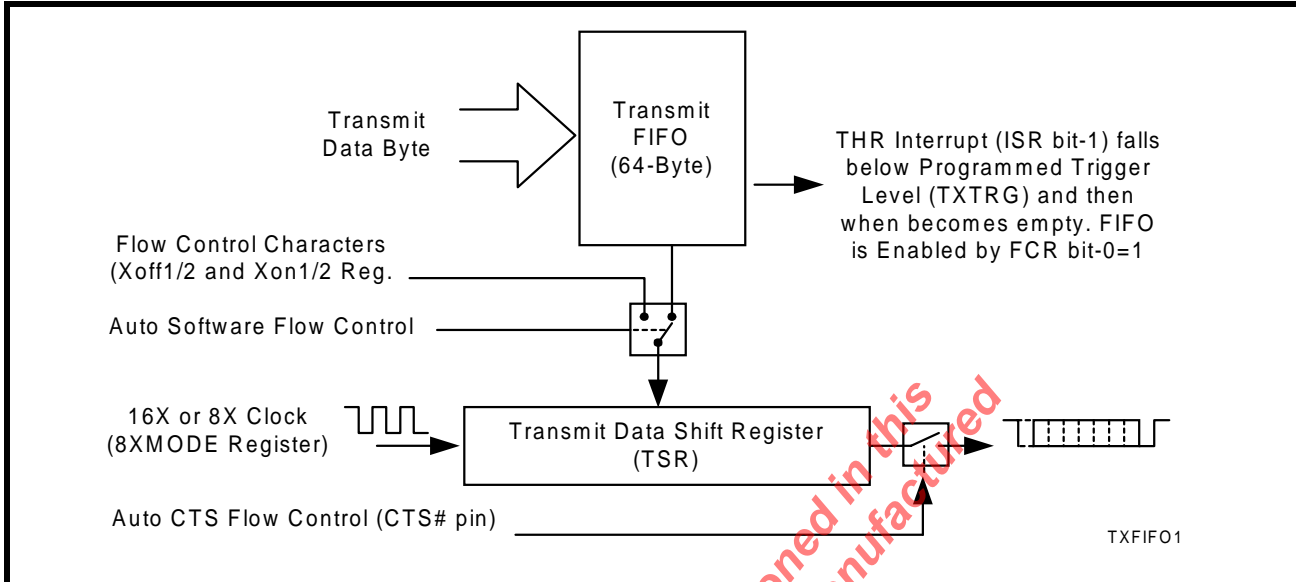 Transmit
Data Byte
Transmit
FIFO
(64-Byte)
THR Interrupt (ISR bit-1) falls
below Programmed Trigger
Level (TXTRG) and then
when becomes empty. FIFO
is Enabled by FCR bit-0=1
Flow Control Characters
(Xoff1/2 and Xon1/2 Reg.
Auto Software Flow Control
16X or 8X Clock
(8XMODE Register)
Transmit Data Shift Register
(TSR)
Auto CTS Flow Control (CTS# pin)
TXFIFO1
in this